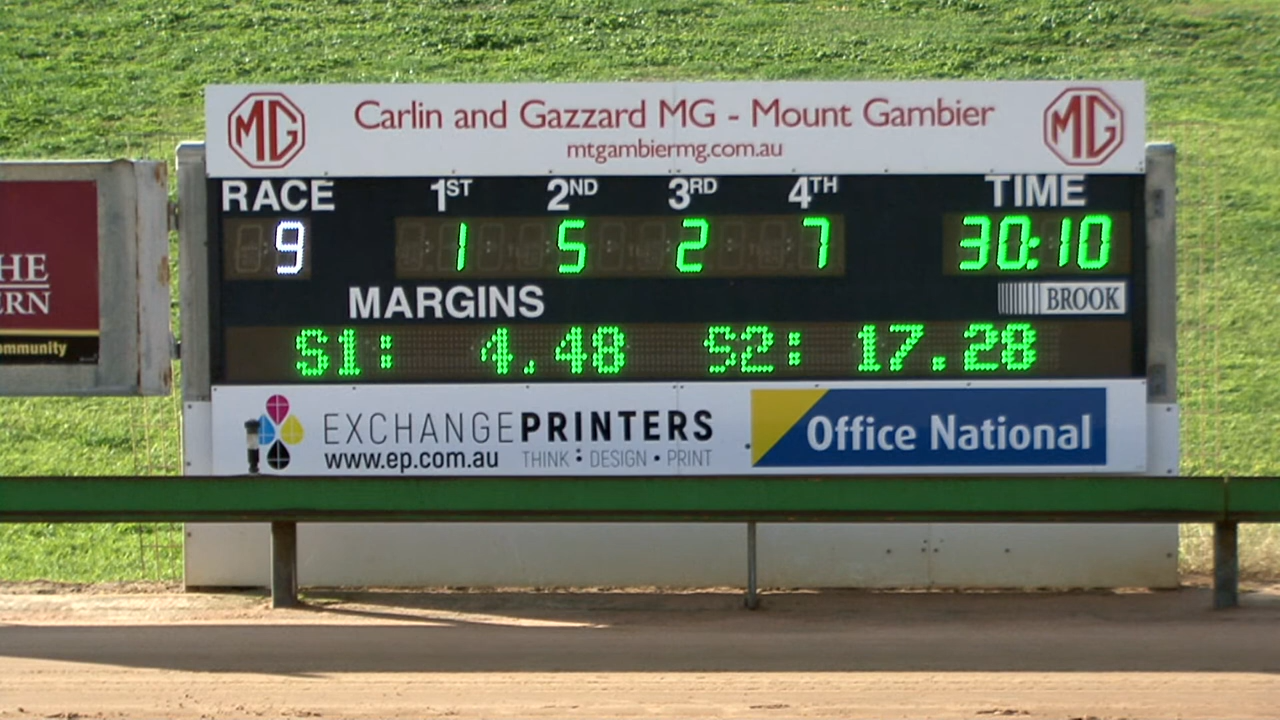 MG Carlin and Gazzard MG - Mount Gambier MG
mtgambiermg.com.au
RACE 1ST 2ND 3RD 4TH TIME
9 1 5 2 7 30:10
MARGINS BROOK
S1: 4.48 S2: 17.28
HE
ERN
ommunity
EXCHANGEPRINTERS
www.ep.com.au THINK : DESIGN • PRINT
Office National